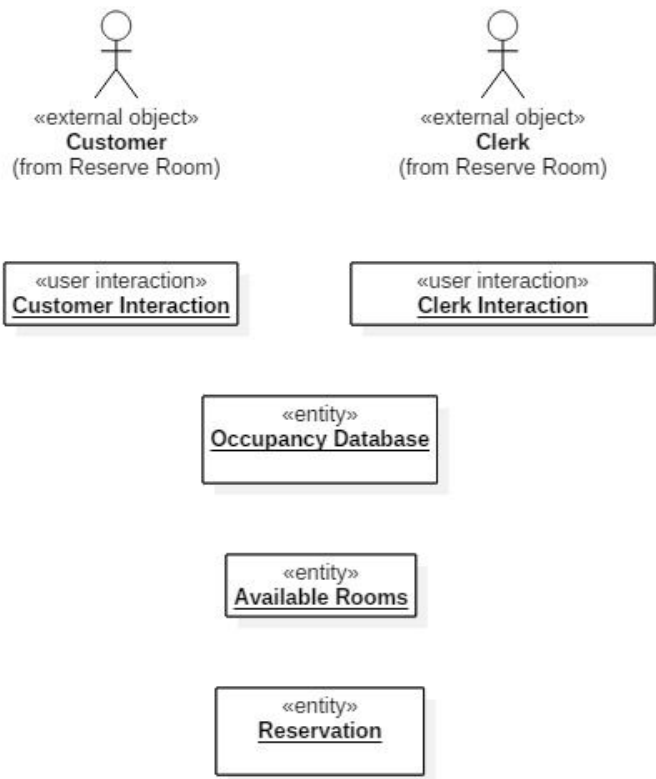 «external object»
Customer
(from Reserve Room)
«external object»
Clerk
(from Reserve Room)
«user interaction»
Customer Interaction
«user interaction»
Clerk Interaction
«entity»
Occupancy Database
«entity»
Available Rooms
«entity»
Reservation